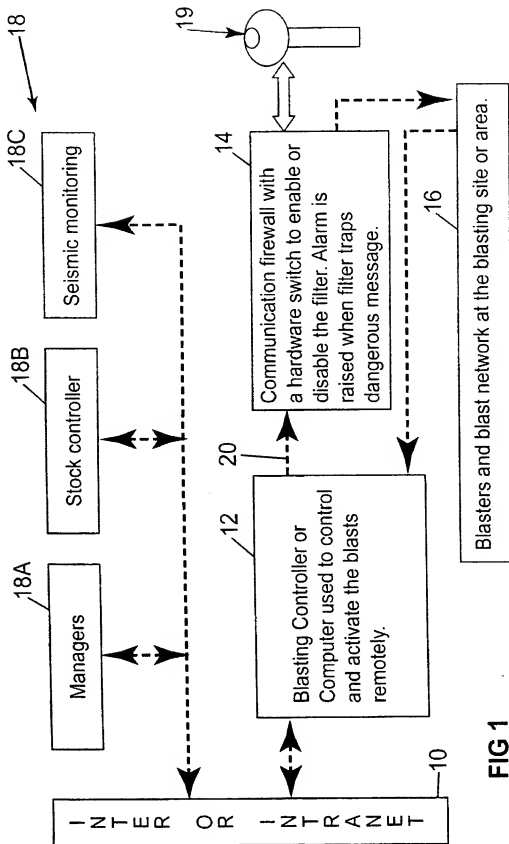 18
18A
Managers
18B
Stock controller
18C
Seismic monitoring
INTER OR INTRANET
10
12
Blasting Controller or
Computer used to control
and activate the blasts
remotely.
20
14
Communication firewall with
a hardware switch to enable or
disable the filter. Alarm is
raised when filter traps
dangerous message.
19
16
Blasters and blast network at the blasting site or area.
FIG 1